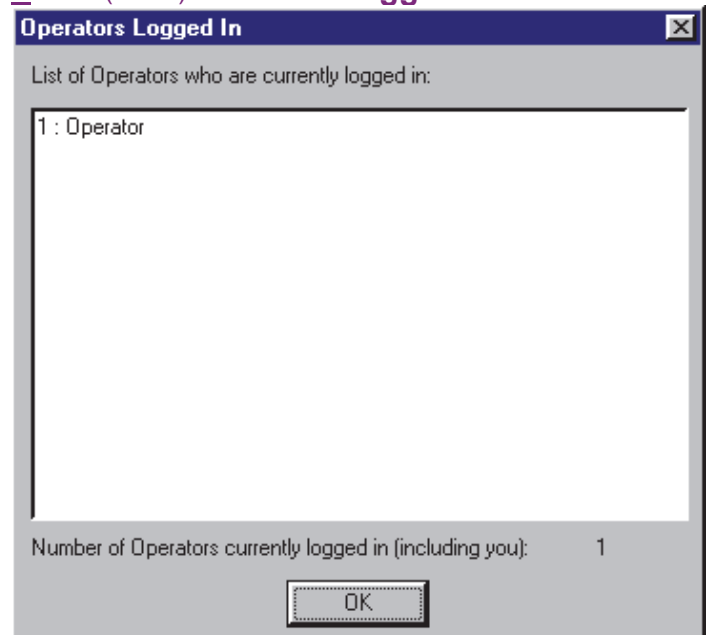 Operators Logged In
List of Operators who are currently logged in:
1 : Operator
Number of Operators currently logged in (including you): 1
OK